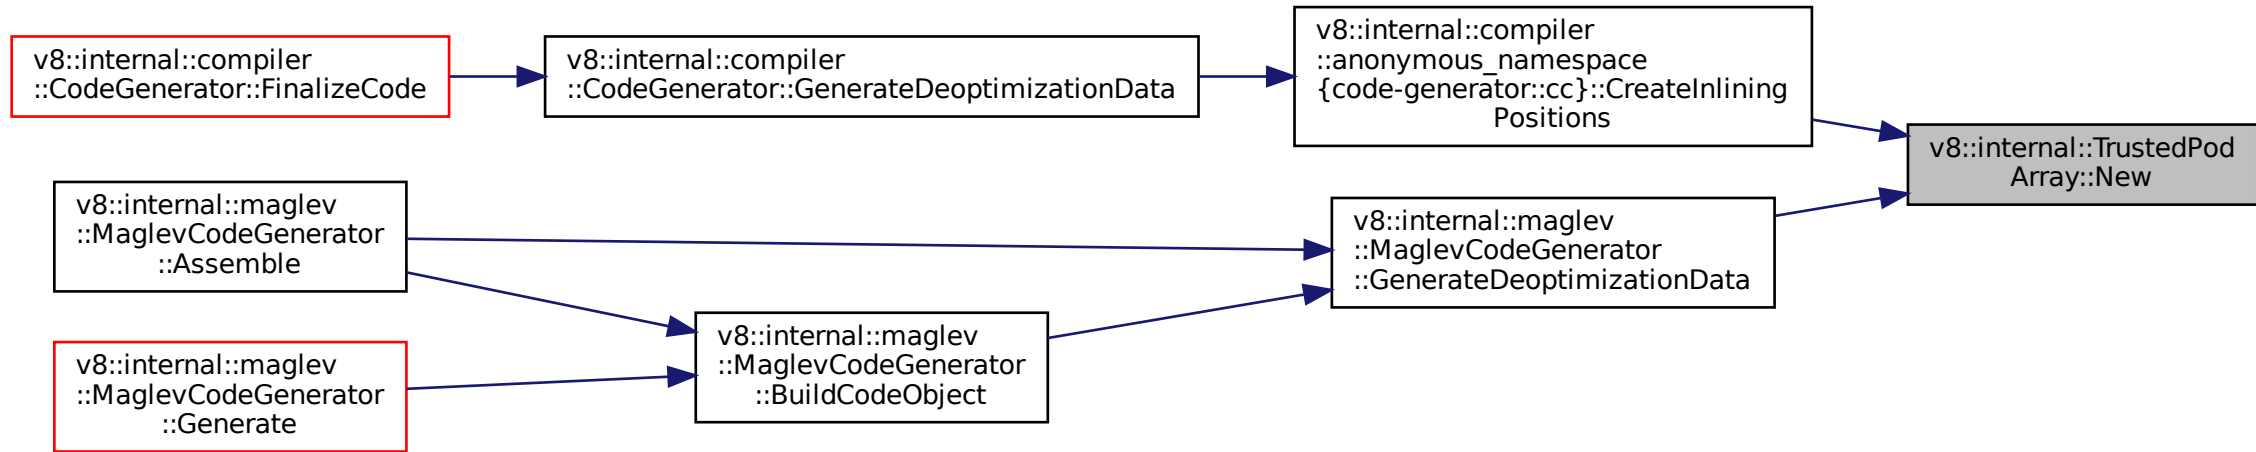 v8::internal::compiler
::CodeGenerator::FinalizeCode
v8::internal::compiler
::CodeGenerator::GenerateDeoptimizationData
v8::internal::compiler
::anonymous_namespace
{code-generator::cc}::CreateInlining
Positions
v8::internal::TrustedPod
Array::New
v8::internal::maglev
::MaglevCodeGenerator
::Assemble
v8::internal::maglev
::MaglevCodeGenerator
::GenerateDeoptimizationData
v8::internal::maglev
::MaglevCodeGenerator
::BuildCodeObject
v8::internal::maglev
::MaglevCodeGenerator
::Generate